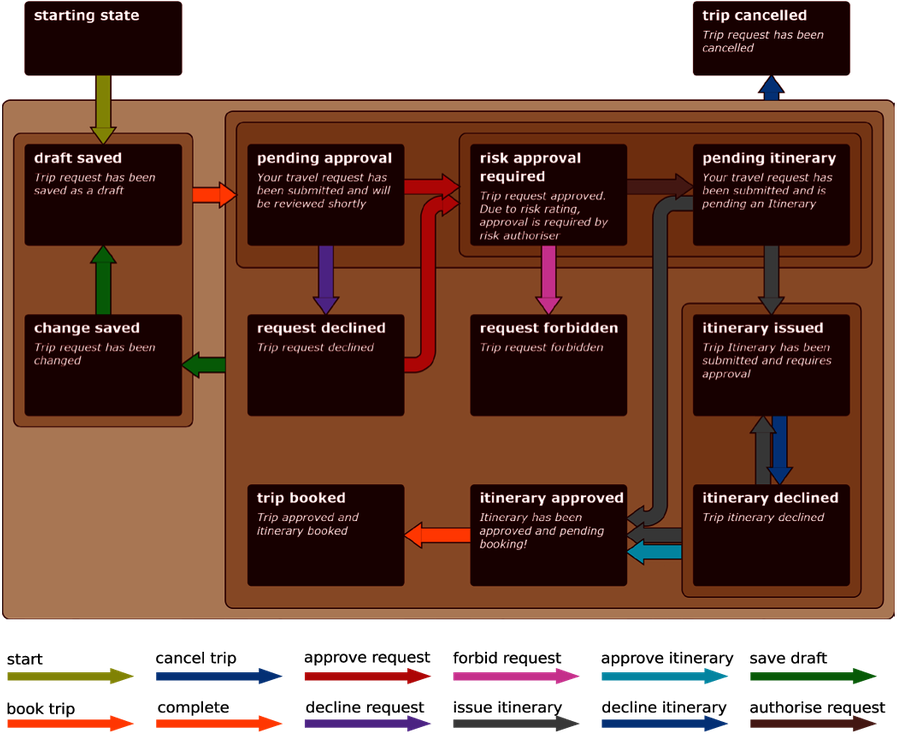 starting state
trip cancelled
Trip request has been
cancelled
draft saved
Trip request has been
saved as a draft
pending approval
Your travel request has
been submitted and will
be reviewed shortly
risk approval
required
Trip request approved.
Due to risk rating,
approval is required by
risk authoriser
pending itinerary
Your travel request has
been submitted and is
pending an Itinerary
change saved
Trip request has been
changed
request declined
Trip request declined
request forbidden
Trip request forbidden
itinerary issued
Trip Itinerary has been
submitted and requires
approval
trip booked
Trip approved and
itinerary booked
itinerary approved
Itinerary has been
approved and pending
booking!
itinerary declined
Trip itinerary declined
start
cancel trip
approve request
forbid request
approve itinerary
save draft
book trip
complete
decline request
issue itinerary
decline itinerary
authorise request